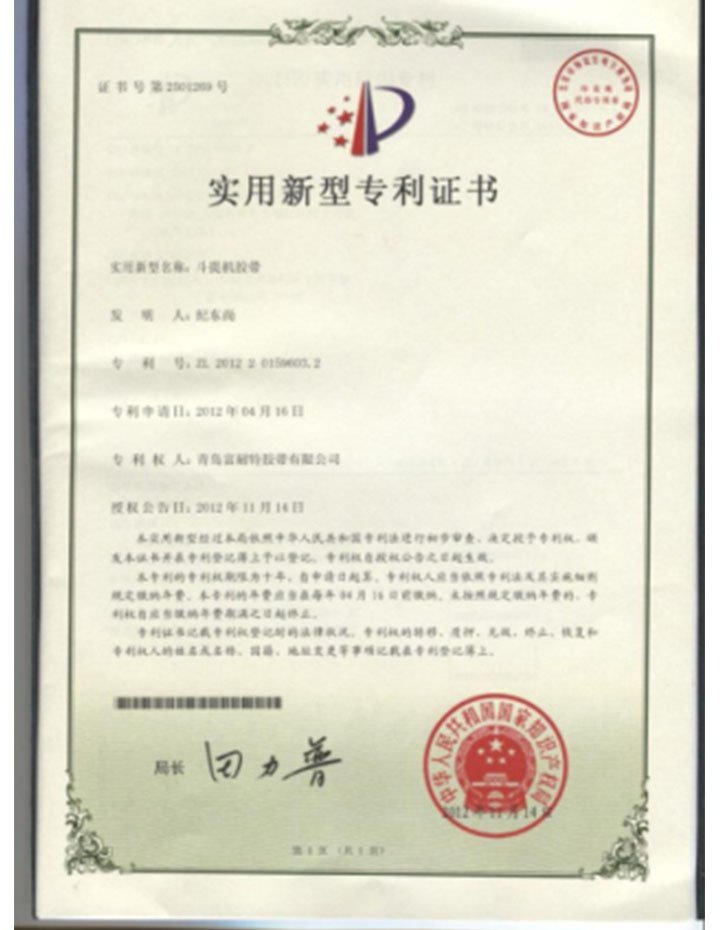 证书号第2501269号
实用新型专利证书
实用新型名称：斗提机胶带
发 明 人：纪东尚
专 利 号：ZL 2012 2 0159603.2
专利申请日：2012年04月16日
专 利 权 人：青岛富耐特胶带有限公司
授权公告日：2012年11月14日
本实用新型经过本局依照中华人民共和国专利法进行初步审查，决定授予专利权，颁
发本证书并在专利登记簿上予以登记。专利权自授权公告之日起生效。
本专利的专利权期限为十年，自申请日起算。专利权人应当依照专利法及其实施细则
规定缴纳年费。本专利的年费应当在每年04月16日前缴纳。未按照规定缴纳年费的，专
利权自应当缴纳年费期满之日起终止。
专利证书记载专利权登记时的法律状况。专利权的转移、质押、无效、终止、恢复和
专利权人的姓名或名称、国籍、地址变更等事项记载在专利登记簿上。
局长 田力普
中华人民共和国国家知识产权局
2012年11月14日
第1页 （共1页）